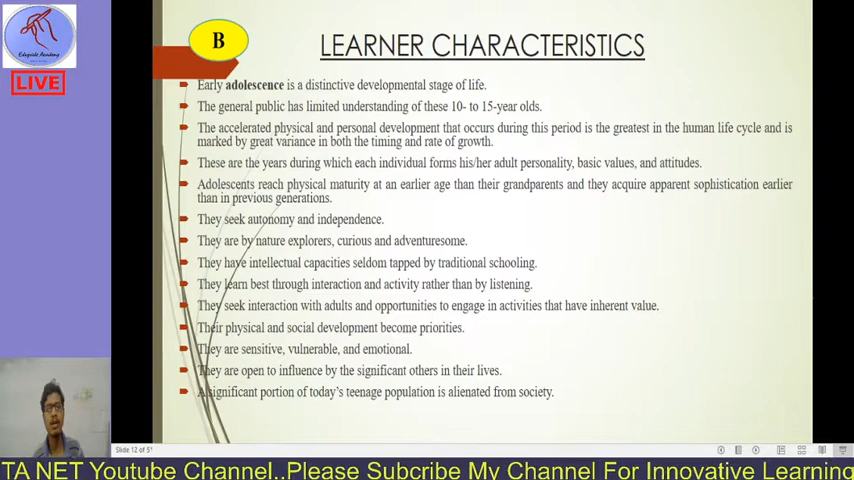 B
LEARNER CHARACTERISTICS
Eduguide Academy
LIVE
Early adolescence is a distinctive developmental stage of life.
The general public has limited understanding of these 10- to 15-year olds.
The accelerated physical and personal development that occurs during this period is the greatest in the human life cycle and is
marked by great variance in both the timing and rate of growth.
These are the years during which each individual forms his/her adult personality, basic values, and attitudes.
Adolescents reach physical maturity at an earlier age than their grandparents and they acquire apparent sophistication earlier
than in previous generations.
They seek autonomy and independence.
They are by nature explorers, curious and adventuresome.
They have intellectual capacities seldom tapped by traditional schooling.
They learn best through interaction and activity rather than by listening.
They seek interaction with adults and opportunities to engage in activities that have inherent value.
Their physical and social development become priorities.
They are sensitive, vulnerable, and emotional.
They are open to influence by the significant others in their lives.
A significant portion of today's teenage population is alienated from society.
Slide 12 of 51
TA NET Youtube Channel..Please Subcribe My Channel For Innovative Learning